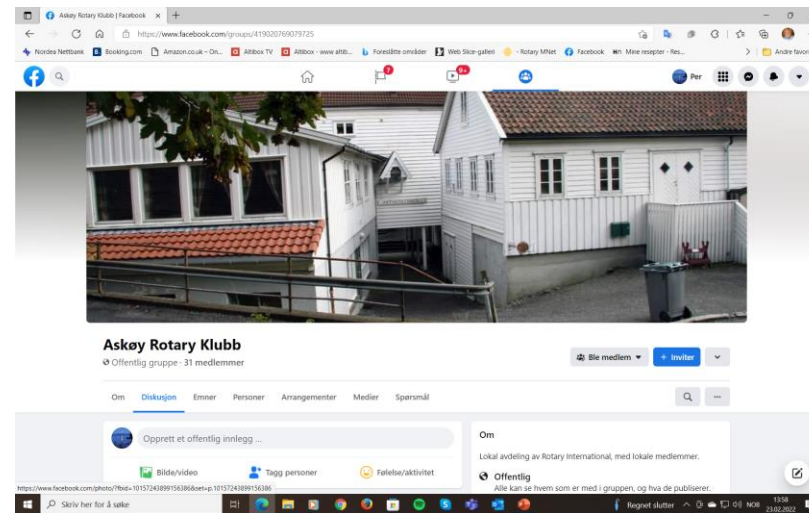 Askøy Rotary Klubb | Facebook
https://www.facebook.com/groups/419020769079725
Nordea Nettbank Booking.com Amazon.co.uk – On... Altibox TV Altibox - www.altib... Foreslåtte områder Web Slice-galleri - Rotary MNet Facebook Mine resepter - Res... Andre favori
7 9+ Per
Askøy Rotary Klubb
Offentlig gruppe · 31 medlemmer
Ble medlem + Inviter
Om Diskusjon Emner Personer Arrangementer Medier Spørsmål
Opprett et offentlig innlegg ...
Bilde/video Tagg personer Følelse/aktivitet
Om
Lokal avdeling av Rotary International, med lokale medlemmer.
Offentlig
Alle kan se hvem som er med i gruppen, og hva de publiserer.
https://www.facebook.com/photo/?fbid=10157243899156386&set=p.10157243899156386
Skriv her for å søke
Regnet slutter NOB 13:58
23.02.2022